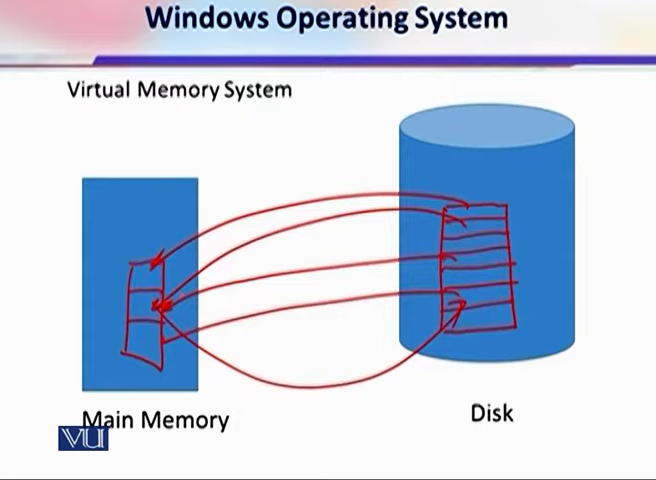 Windows Operating System
Virtual Memory System
Main Memory
Disk
VU